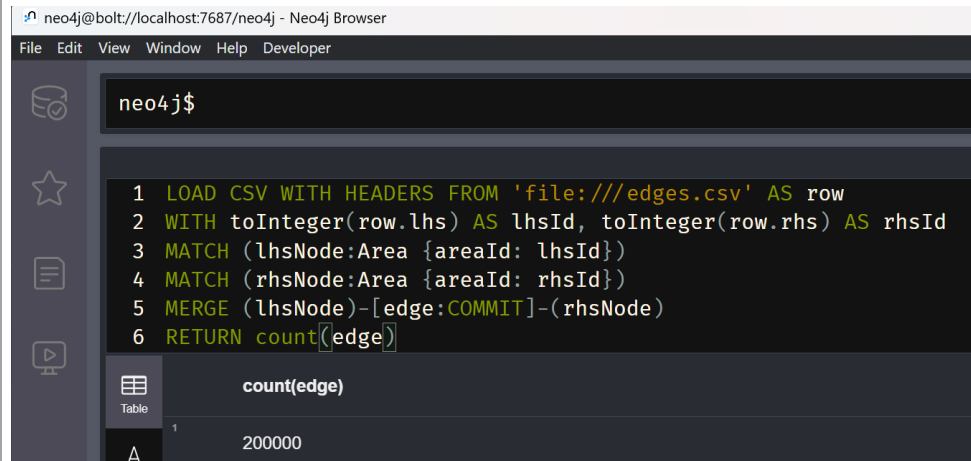 neo4j@bolt://localhost:7687/neo4j - Neo4j Browser
File Edit View Window Help Developer
neo4j$
1 LOAD CSV WITH HEADERS FROM 'file:///edges.csv' AS row
2 WITH toInteger(row.lhs) AS lhsId, toInteger(row.rhs) AS rhsId
3 MATCH (lhsNode:Area {areaId: lhsId})
4 MATCH (rhsNode:Area {areaId: rhsId})
5 MERGE (lhsNode)-[edge:COMMIT]-(rhsNode)
6 RETURN count(edge)
Table
count(edge)
1
200000
A